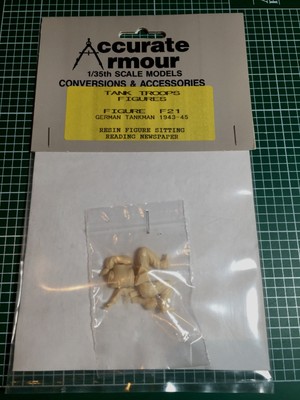 Accurate
Armour
1/35th SCALE MODELS
CONVERSIONS & ACCESSORIES
TANK TROOPS
FIGURES
FIGURE F21
GERMAN TANKMAN 1943-45
RESIN FIGURE SITTING
READING NEWSPAPER